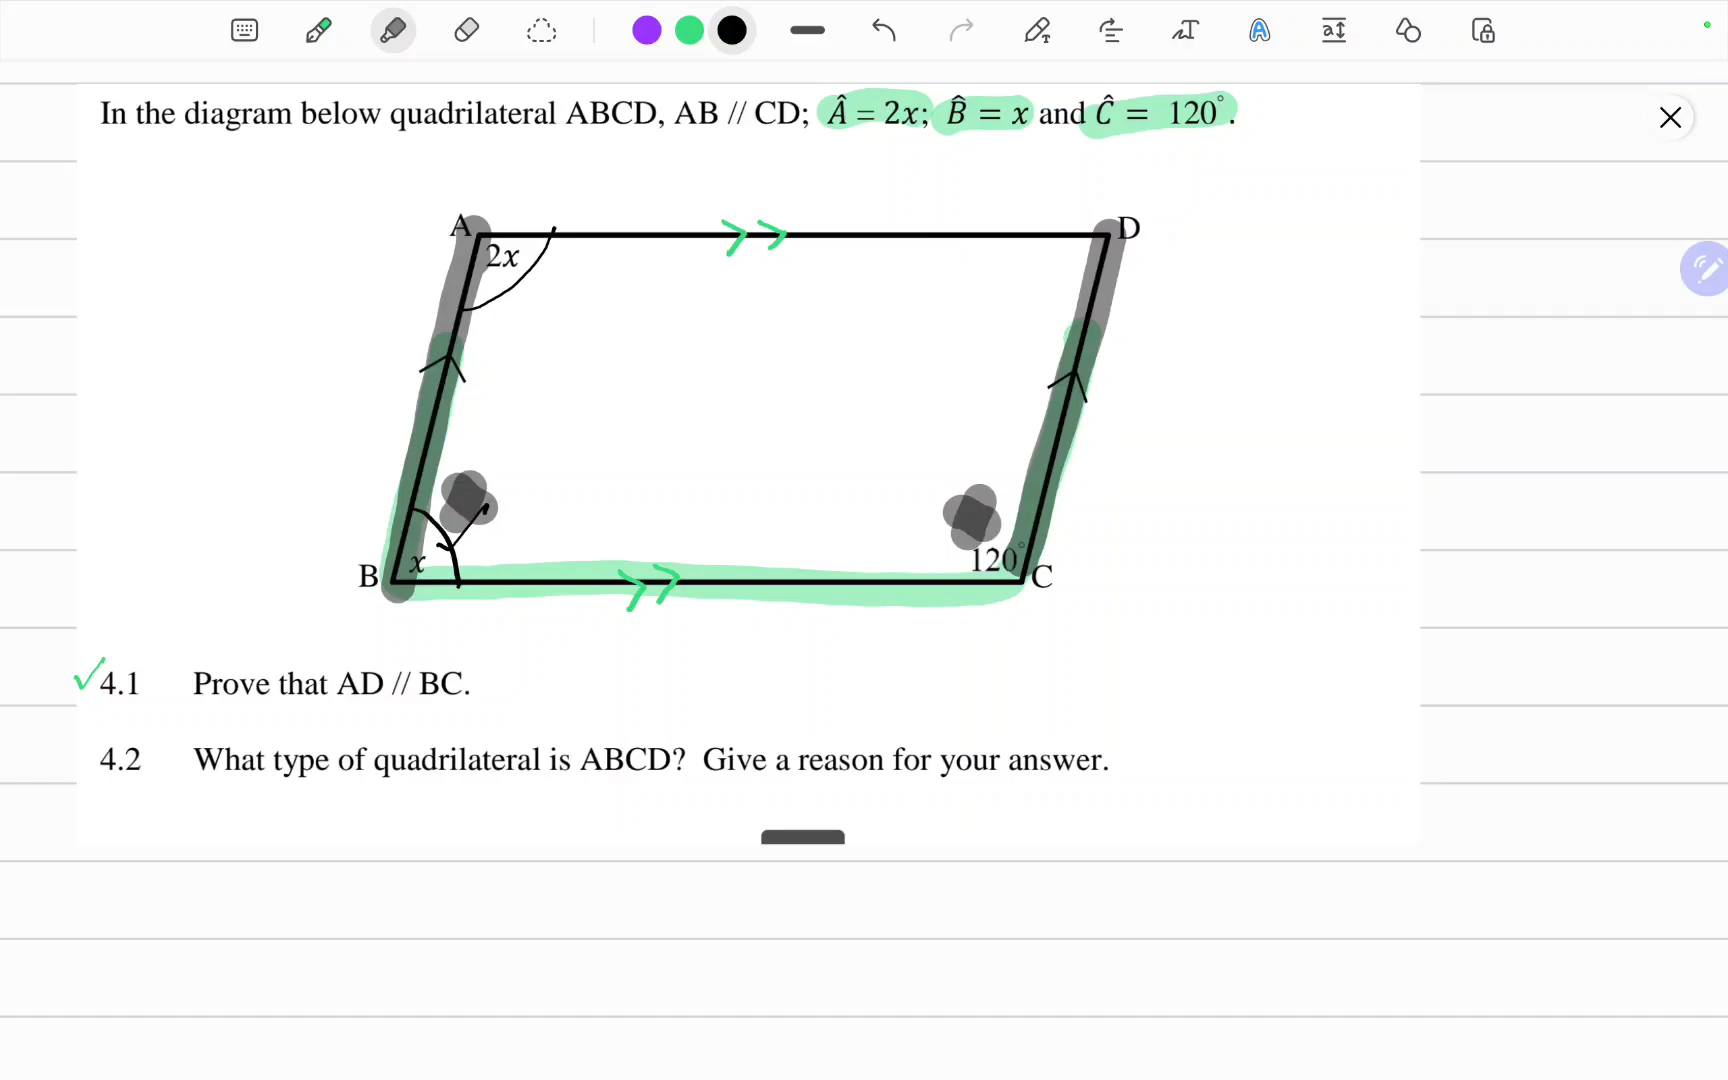 In the diagram below quadrilateral ABCD, AB // CD; Â = 2x; B̂ = x and Ĉ = 120°.
A
D
2x
B
x
120°
C
4.1 Prove that AD // BC.
4.2 What type of quadrilateral is ABCD? Give a reason for your answer.